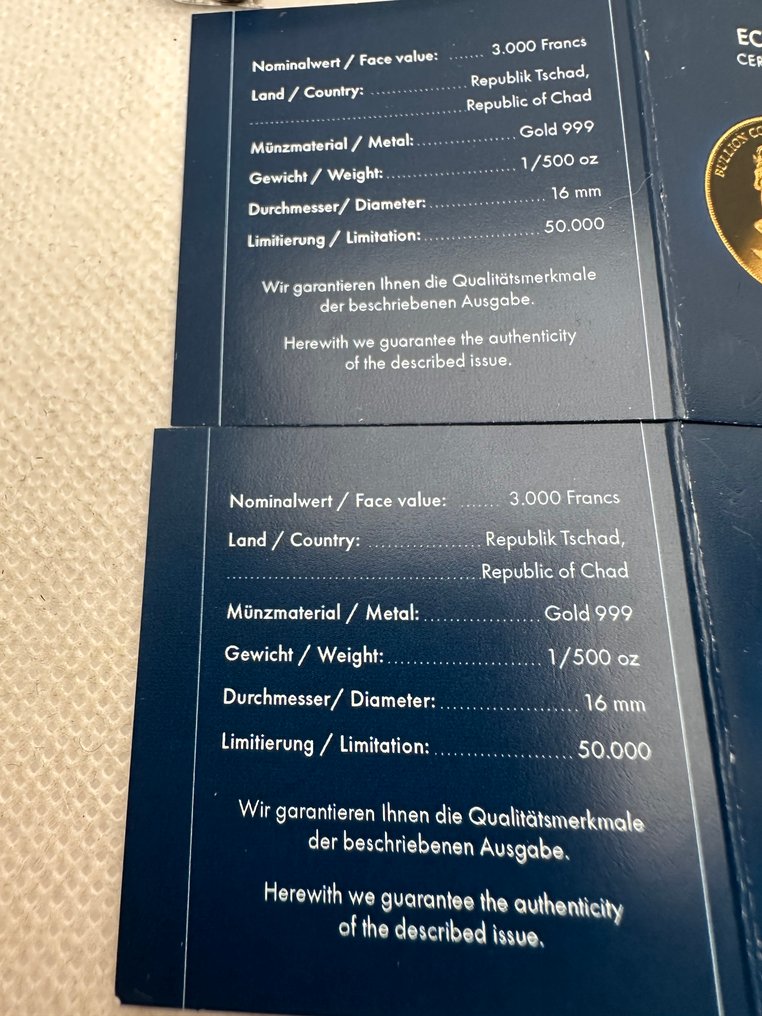 Nominalwert / Face value: ....... 3.000 Francs
Land / Country: .................... Republik Tschad,
........................................... Republic of Chad
Münzmaterial / Metal: .................... Gold 999
Gewicht / Weight: ........................... 1/500 oz
Durchmesser/ Diameter: ........................ 16 mm
Limitierung / Limitation: ........................ 50.000
Wir garantieren Ihnen die Qualitätsmerkmale
der beschriebenen Ausgabe.
Herewith we guarantee the authenticity
of the described issue.
EC
CER
BULLION CO
Nominalwert / Face value: ....... 3.000 Francs
Land / Country: .................... Republik Tschad,
........................................... Republic of Chad
Münzmaterial / Metal: .................... Gold 999
Gewicht / Weight: ........................... 1/500 oz
Durchmesser/ Diameter: ........................ 16 mm
Limitierung / Limitation: ........................ 50.000
Wir garantieren Ihnen die Qualitätsmerkmale
der beschriebenen Ausgabe.
Herewith we guarantee the authenticity
of the described issue.